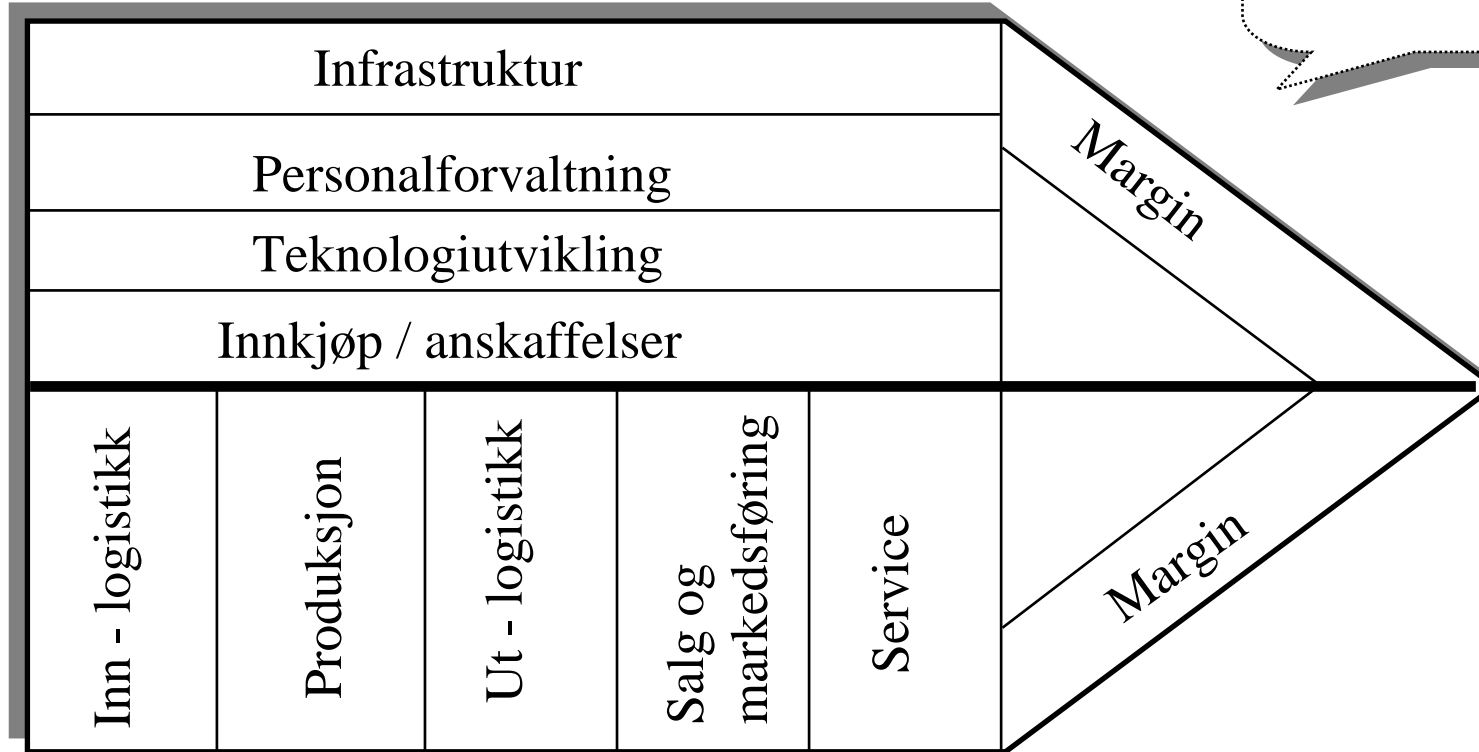 Infrastruktur
Personalforvaltning
Teknologiutvikling
Innkjøp / anskaffelser
Margin
Inn - logistikk
Produksjon
Ut - logistikk
Salg og
markedsføring
Service
Margin